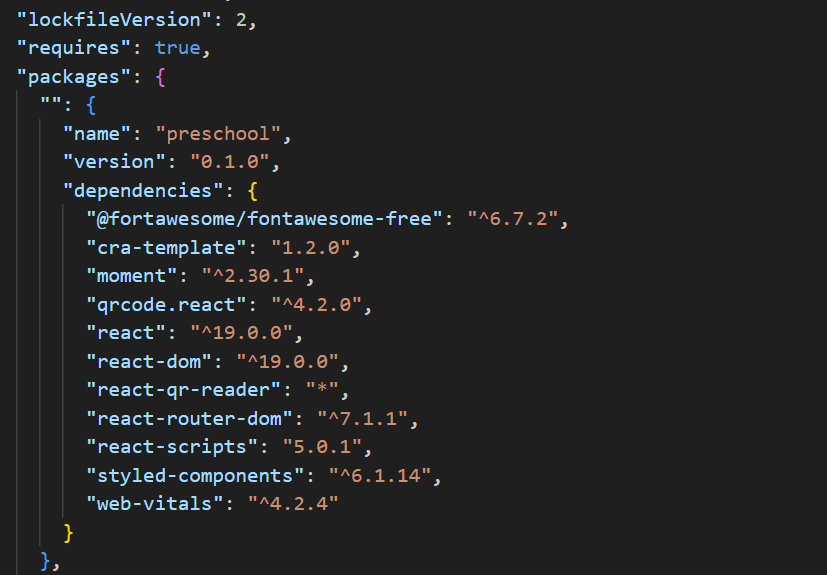 "lockfileVersion": 2,
"requires": true,
"packages": {
"": {
"name": "preschool",
"version": "0.1.0",
"dependencies": {
"@fortawesome/fontawesome-free": "^6.7.2",
"cra-template": "1.2.0",
"moment": "^2.30.1",
"qrcode.react": "^4.2.0",
"react": "^19.0.0",
"react-dom": "^19.0.0",
"react-qr-reader": "*",
"react-router-dom": "^7.1.1",
"react-scripts": "5.0.1",
"styled-components": "^6.1.14",
"web-vitals": "^4.2.4"
}
},